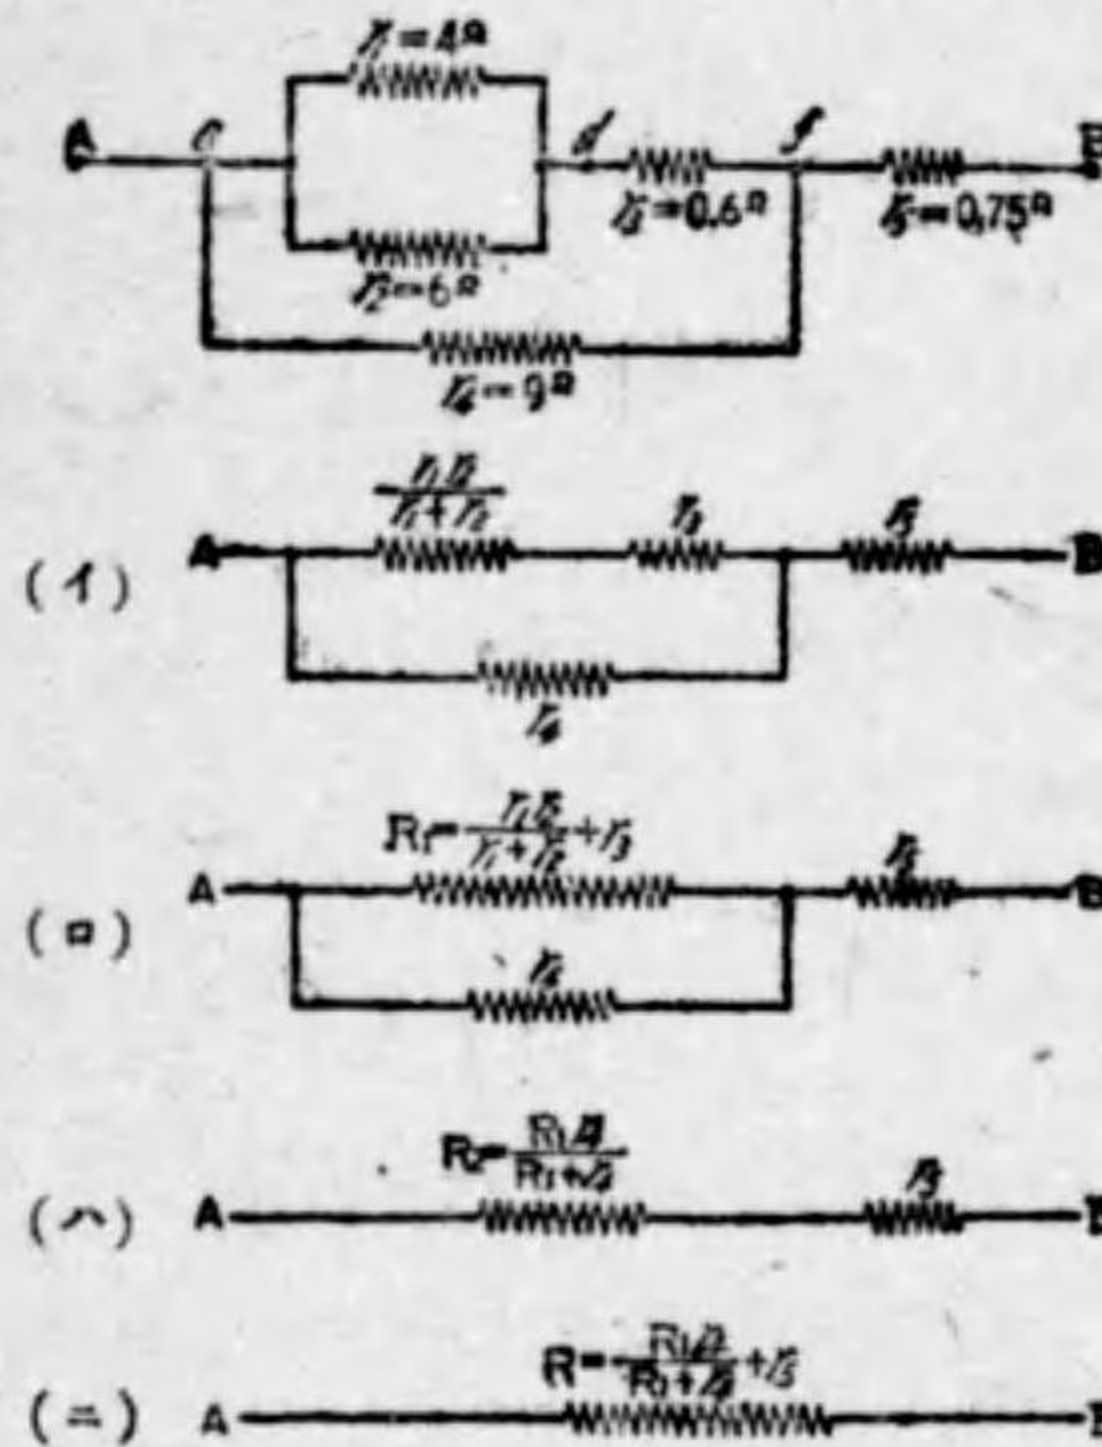 r₁=4Ω
A c d f B
r₃=0.6Ω r₅=0.75Ω
r₂=6Ω
r₄=9Ω
(イ) A r₁r₂/r₁+r₂ r₃ r₅ B
r₄
(ロ) A R₁=r₁r₂/r₁+r₂+r₃ r₅ B
r₄
(ハ) A R₂=R₁r₄/R₁+r₄ r₅ B
(ニ) A R=R₁r₄/R₁+r₄+r₅ B